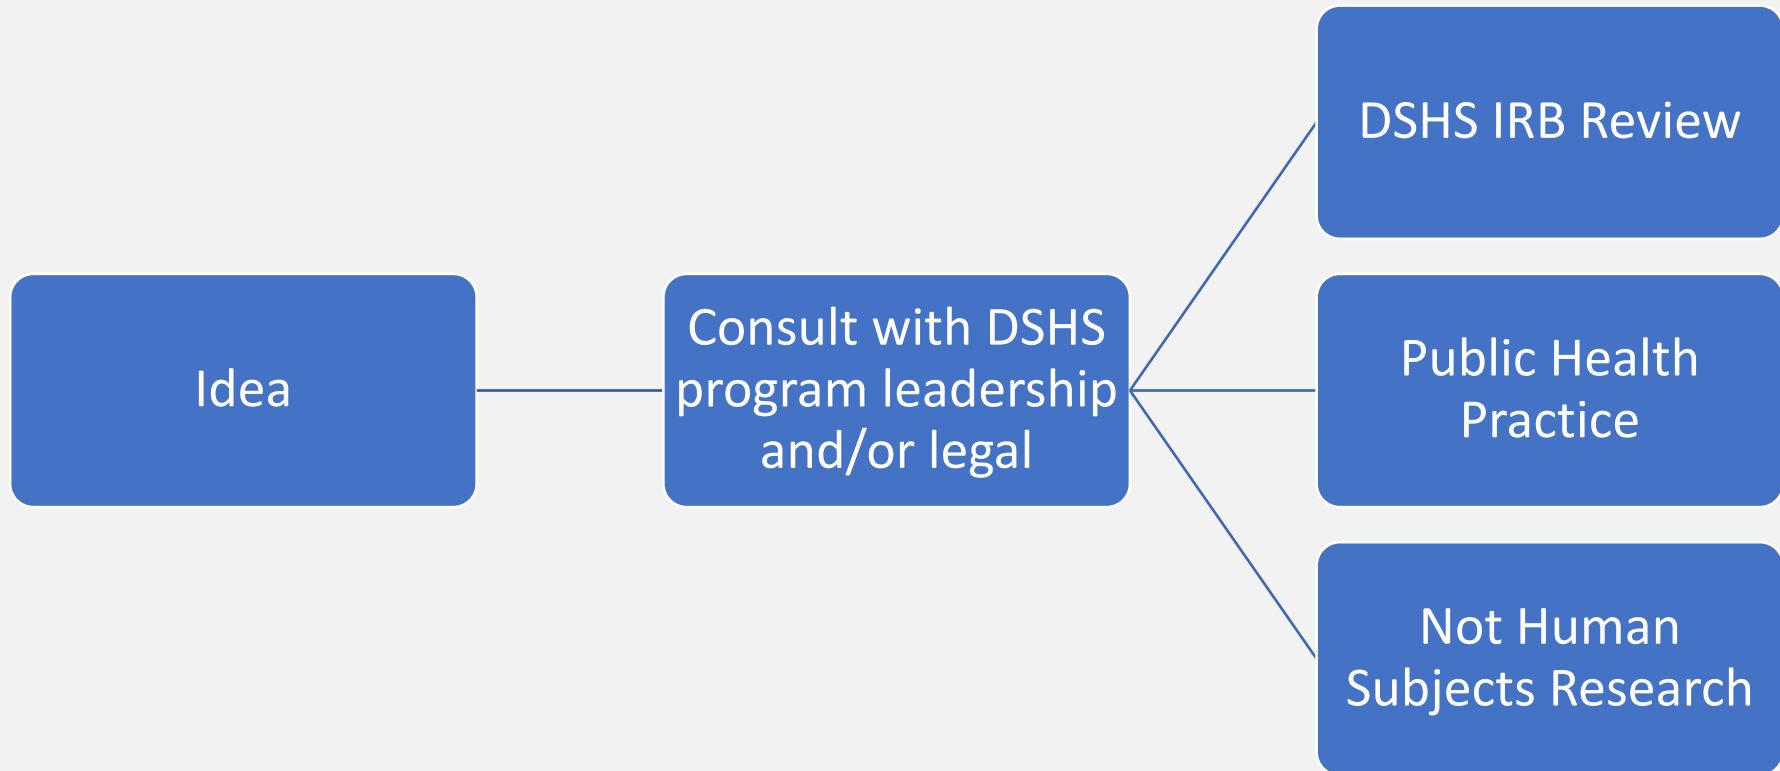 Idea
Consult with DSHS
program leadership
and/or legal
DSHS IRB Review
Public Health
Practice
Not Human
Subjects Research